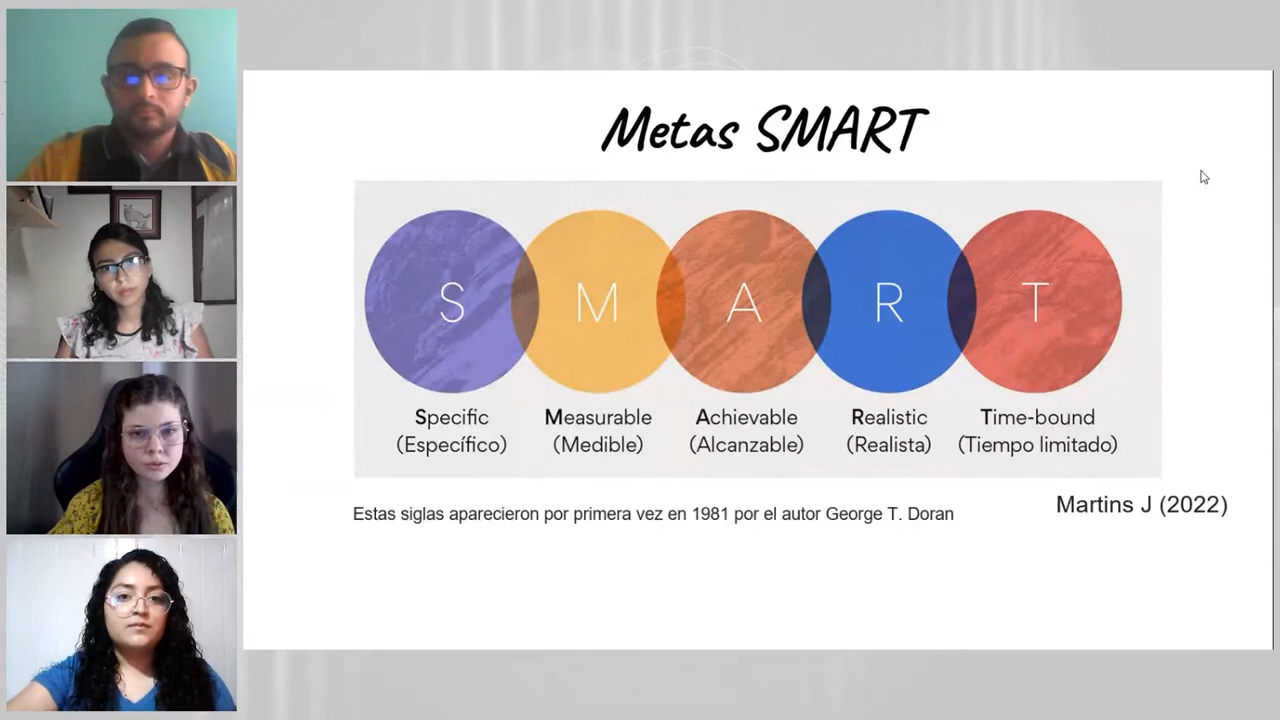 Metas SMART
S M A R T
Specific Measurable Achievable Realistic Time-bound
(Específico) (Medible) (Alcanzable) (Realista) (Tiempo limitado)
Martins J (2022)
Estas siglas aparecieron por primera vez en 1981 por el autor George T. Doran